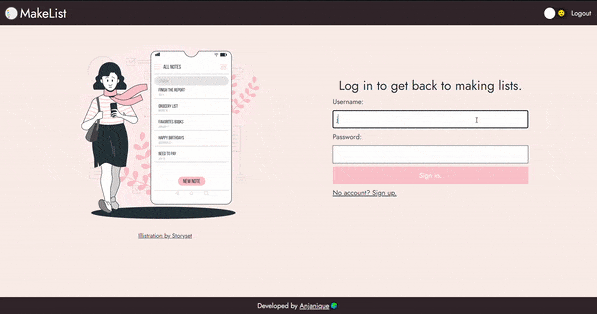 MakeList
Logout
ALL NOTES
FINISH THE REPORT
GROCERY LIST
FAVORITES BOOKS
HAPPY BIRTHDAYS
NEED TO PAY
NEW NOTE
Illustration by Storyset
Log in to get back to making lists.
Username:
Password:
Sign in.
No account? Sign up.
Developed by Anjanique